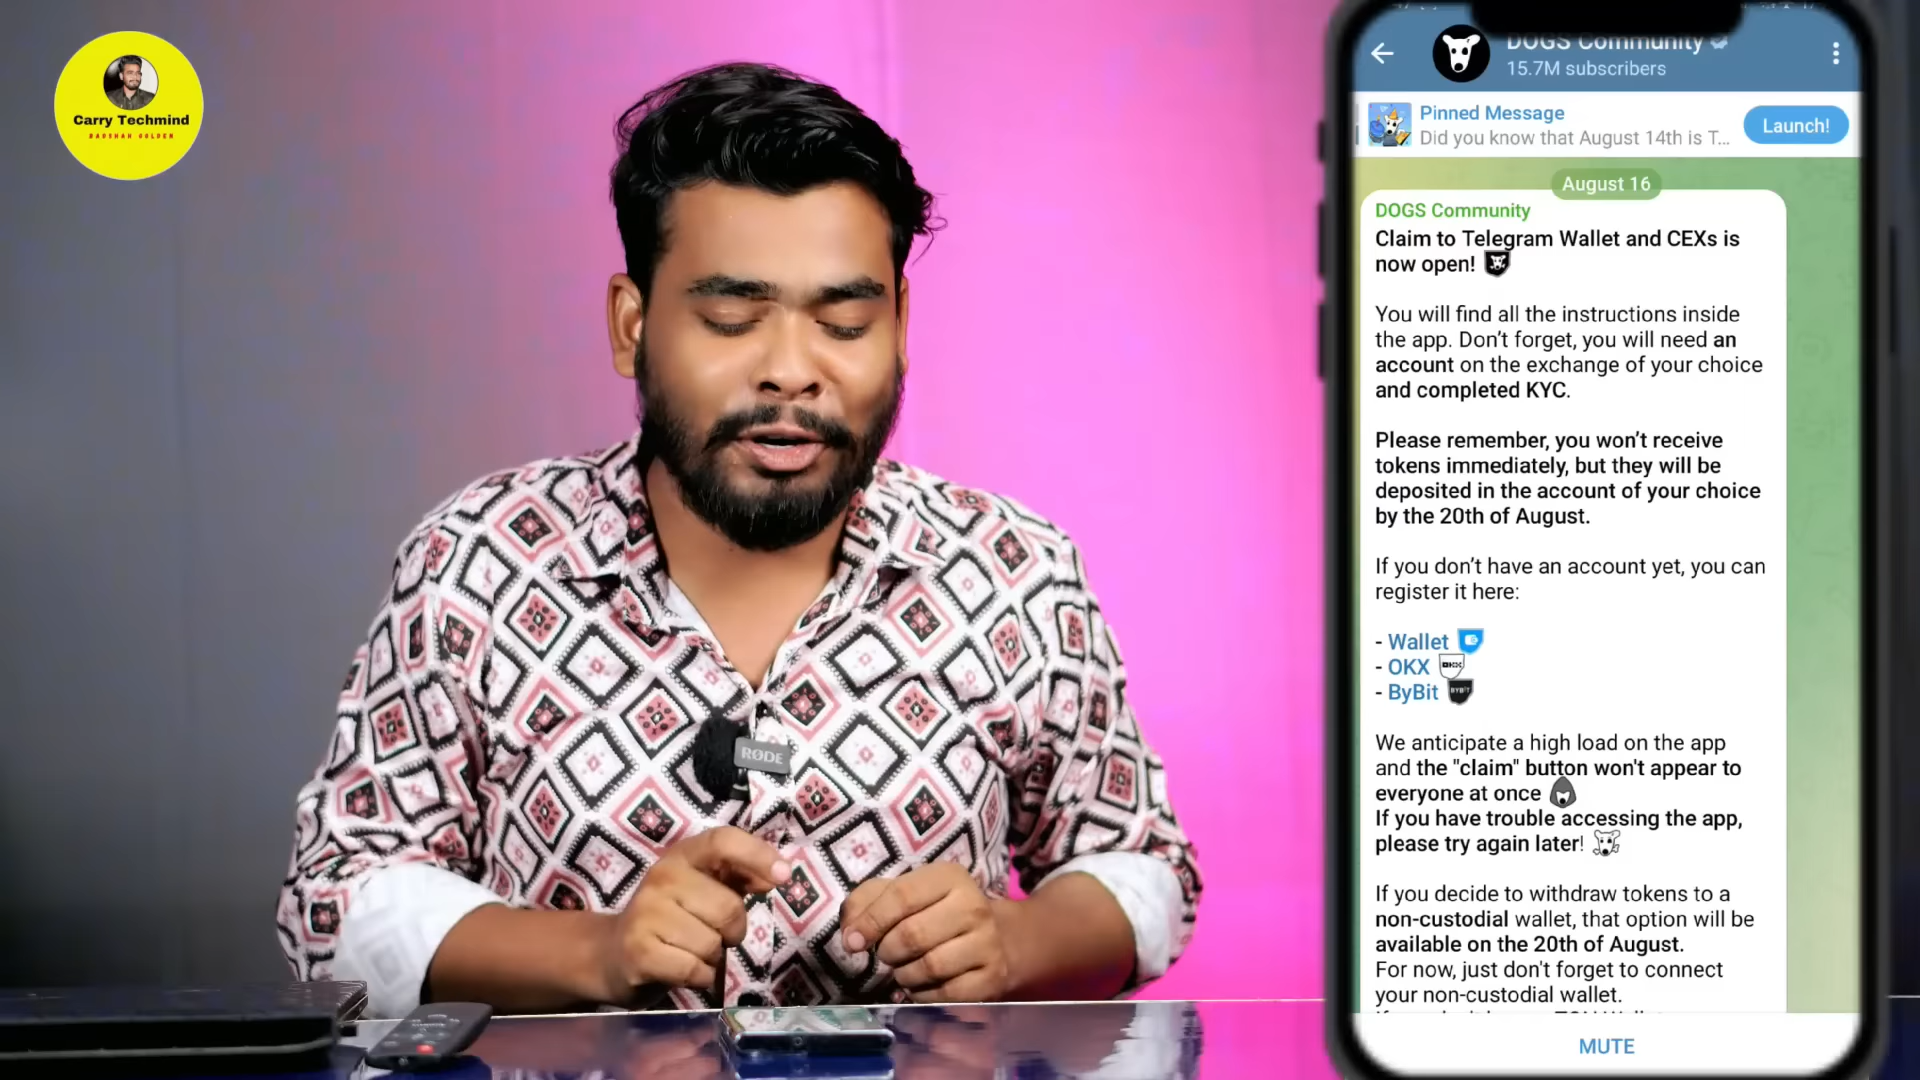 Carry Techmind
RAUSHAN GOLDEN
RØDE
DOGS Community
15.7M subscribers
Pinned Message
Did you know that August 14th is T...
Launch!
August 16
DOGS Community
Claim to Telegram Wallet and CEXs is
now open!
You will find all the instructions inside
the app. Don’t forget, you will need an
account on the exchange of your choice
and completed KYC.
Please remember, you won’t receive
tokens immediately, but they will be
deposited in the account of your choice
by the 20th of August.
If you don’t have an account yet, you can
register it here:
- Wallet
- OKX
- ByBit
BYBIT
We anticipate a high load on the app
and the "claim" button won't appear to
everyone at once
If you have trouble accessing the app,
please try again later!
If you decide to withdraw tokens to a
non-custodial wallet, that option will be
available on the 20th of August.
For now, just don't forget to connect
your non-custodial wallet.
MUTE